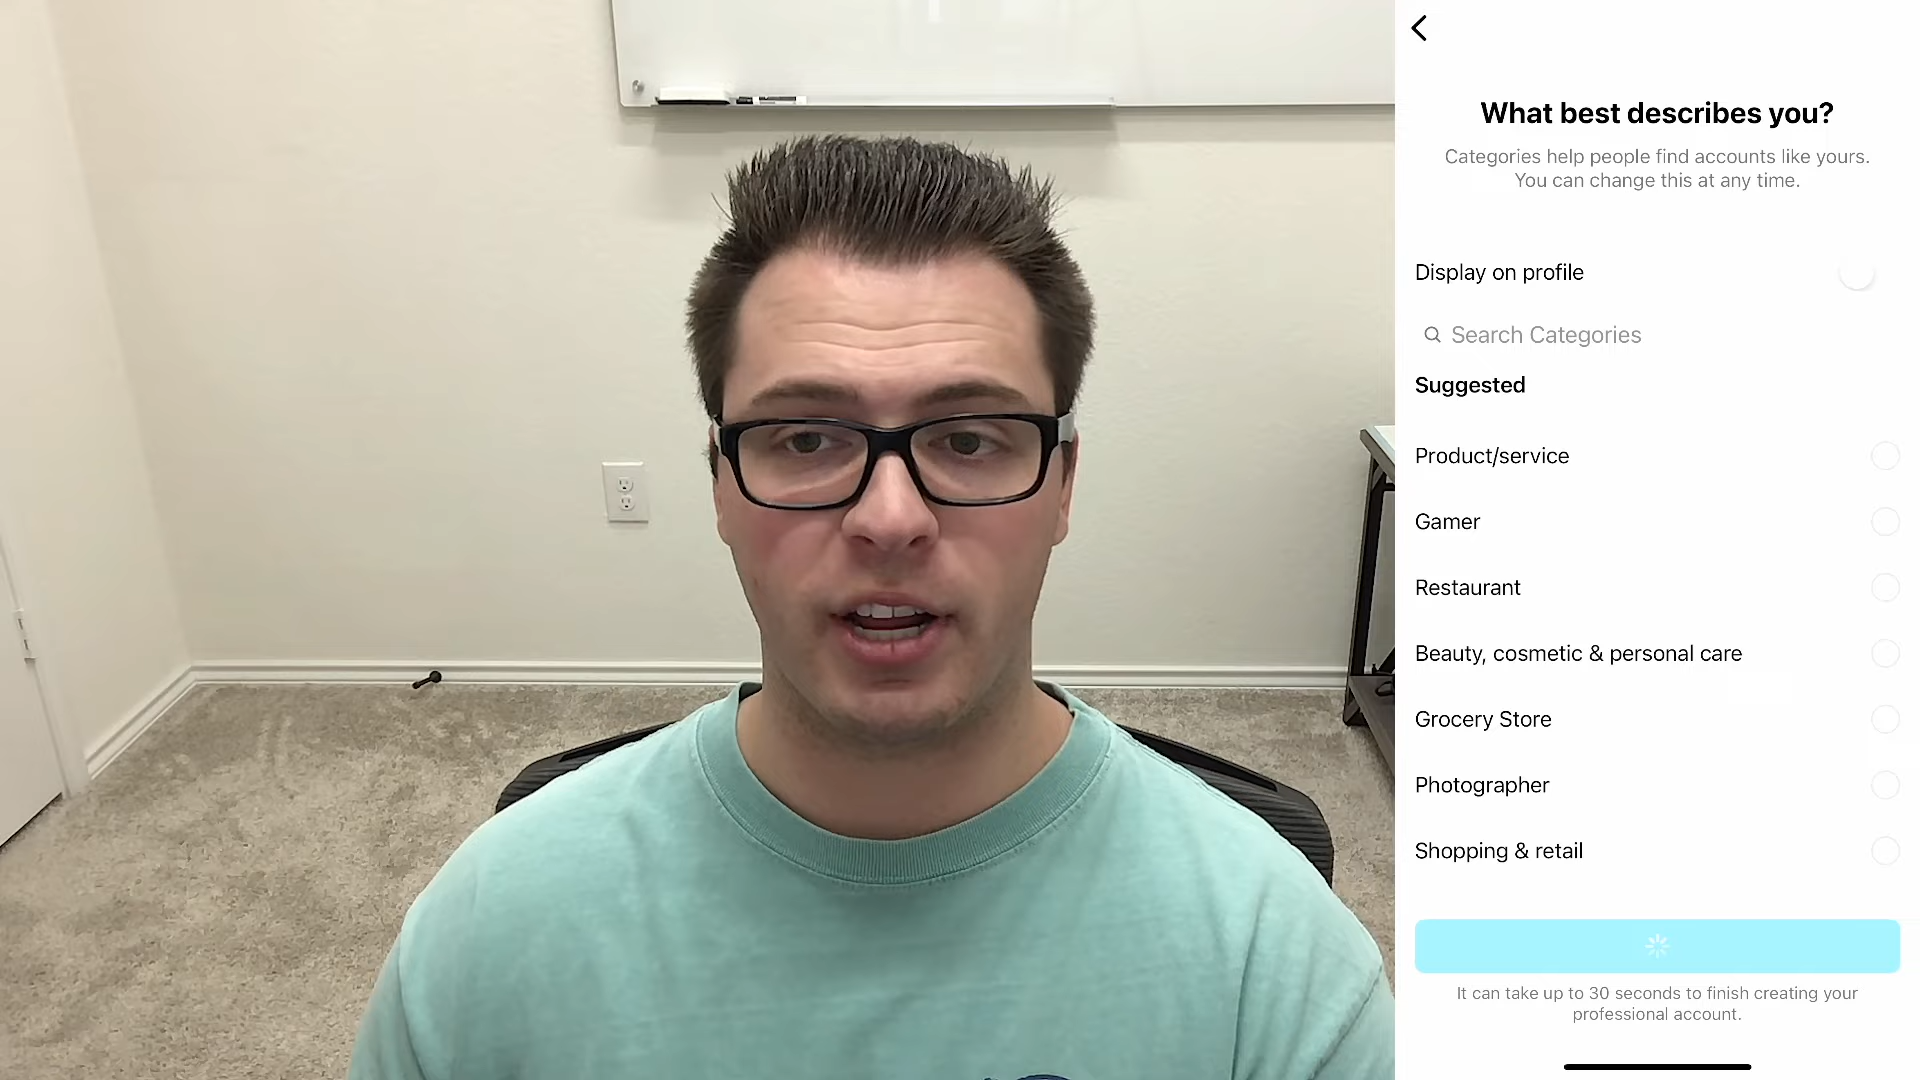 What best describes you?
Categories help people find accounts like yours.
You can change this at any time.
Display on profile
Search Categories
Suggested
Product/service
Gamer
Restaurant
Beauty, cosmetic & personal care
Grocery Store
Photographer
Shopping & retail
It can take up to 30 seconds to finish creating your
professional account.